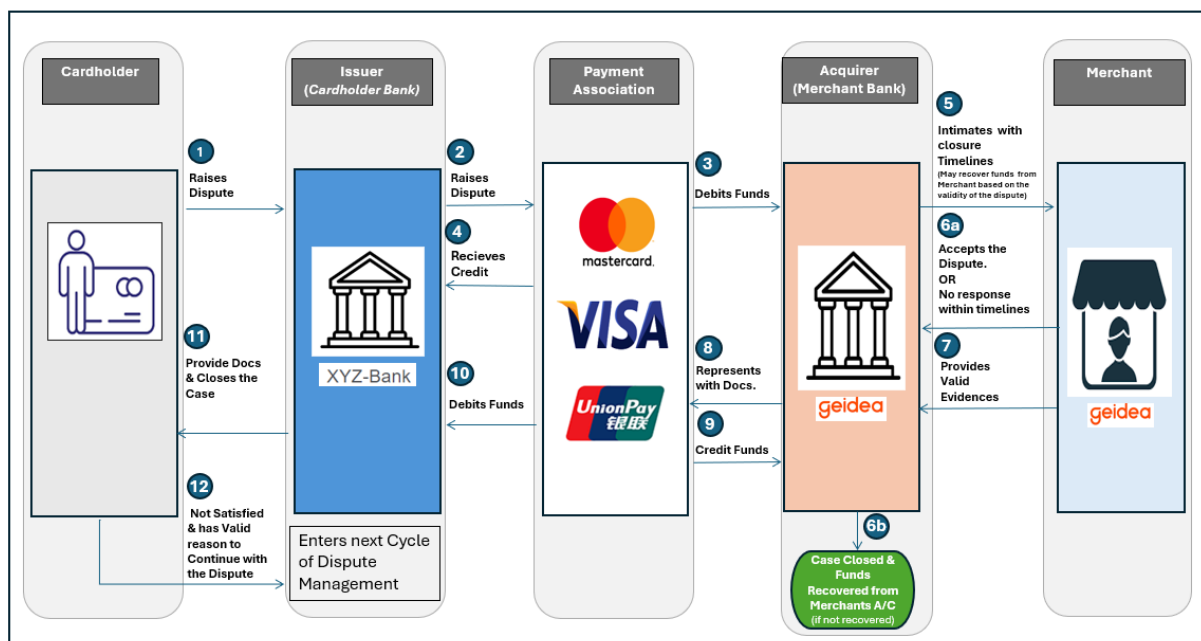 Cardholder
Issuer
(Cardholder Bank)
Payment
Association
Acquirer
(Merchant Bank)
Merchant
1
Raises
Dispute
2
Raises
Dispute
3
Debits Funds
4
Recieves
Credit
5
Intimates with
closure
Timelines
(May recover funds from
Merchant based on the
validity of the dispute)
6a
Accepts the
Dispute.
OR
No response
within timelines
mastercard.
VISA
UnionPay
银联
XYZ-Bank
geidea
geidea
7
Provides
Valid
Evidences
8
Represents
with Docs.
9
Credit Funds
10
Debits Funds
11
Provide Docs
& Closes the
Case
12
Not Satisfied
& has Valid
reason to
Continue with
the Dispute
Enters next Cycle
of Dispute
Management
6b
Case Closed &
Funds
Recovered from
Merchants A/C
(if not recovered)